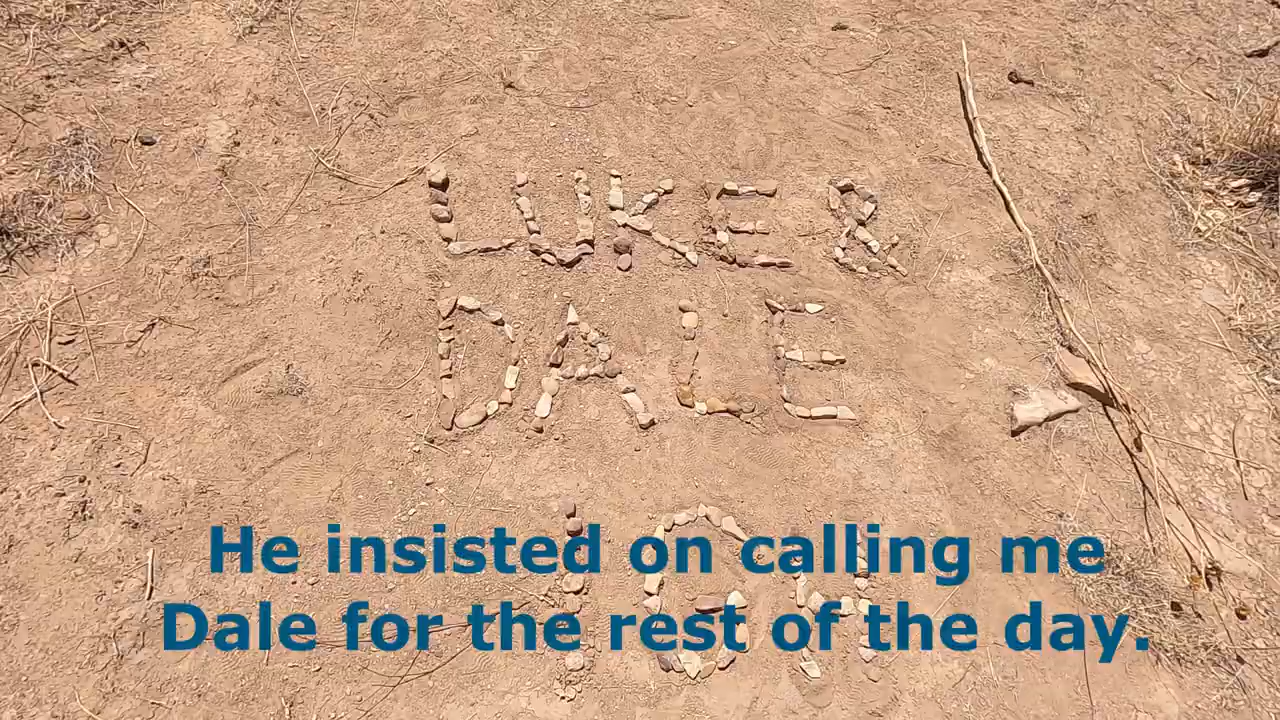 LUKE &
DALE
He insisted on calling me
Dale for the rest of the day.